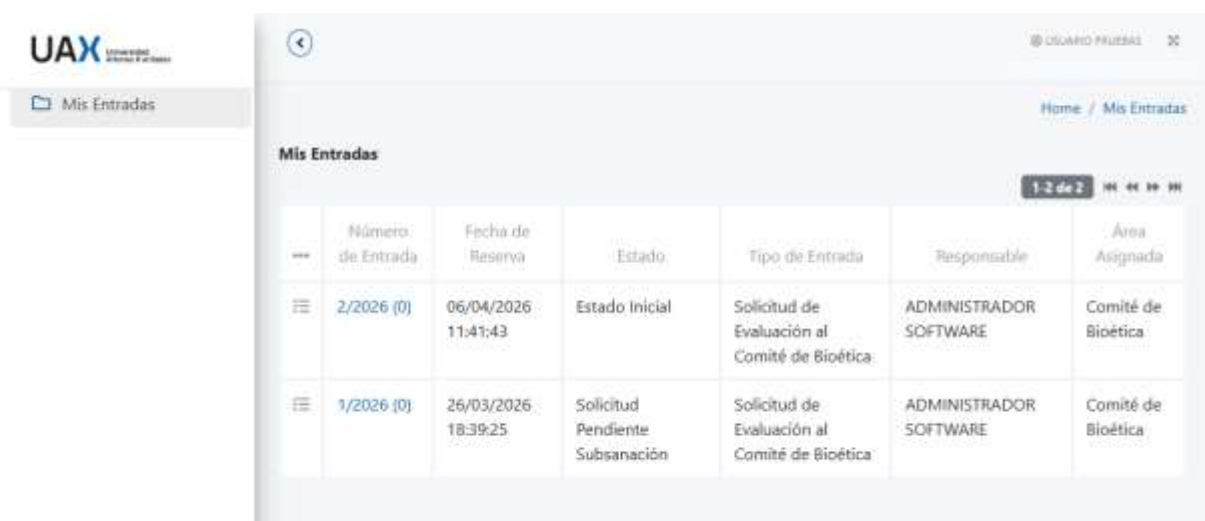 UAX
USUARIO PRUEBAS
Mis Entradas
Home / Mis Entradas
Mis Entradas
1-2 de 2
Número de Entrada
Fecha de Reserva
Estado
Tipo de Entrada
Responsable
Área Asignada
2/2026 (0)
06/04/2026 11:41:43
Estado Inicial
Solicitud de Evaluación al Comité de Bioética
ADMINISTRADOR SOFTWARE
Comité de Bioética
1/2026 (0)
26/03/2026 18:39:25
Solicitud Pendiente Subsanación
Solicitud de Evaluación al Comité de Bioética
ADMINISTRADOR SOFTWARE
Comité de Bioética